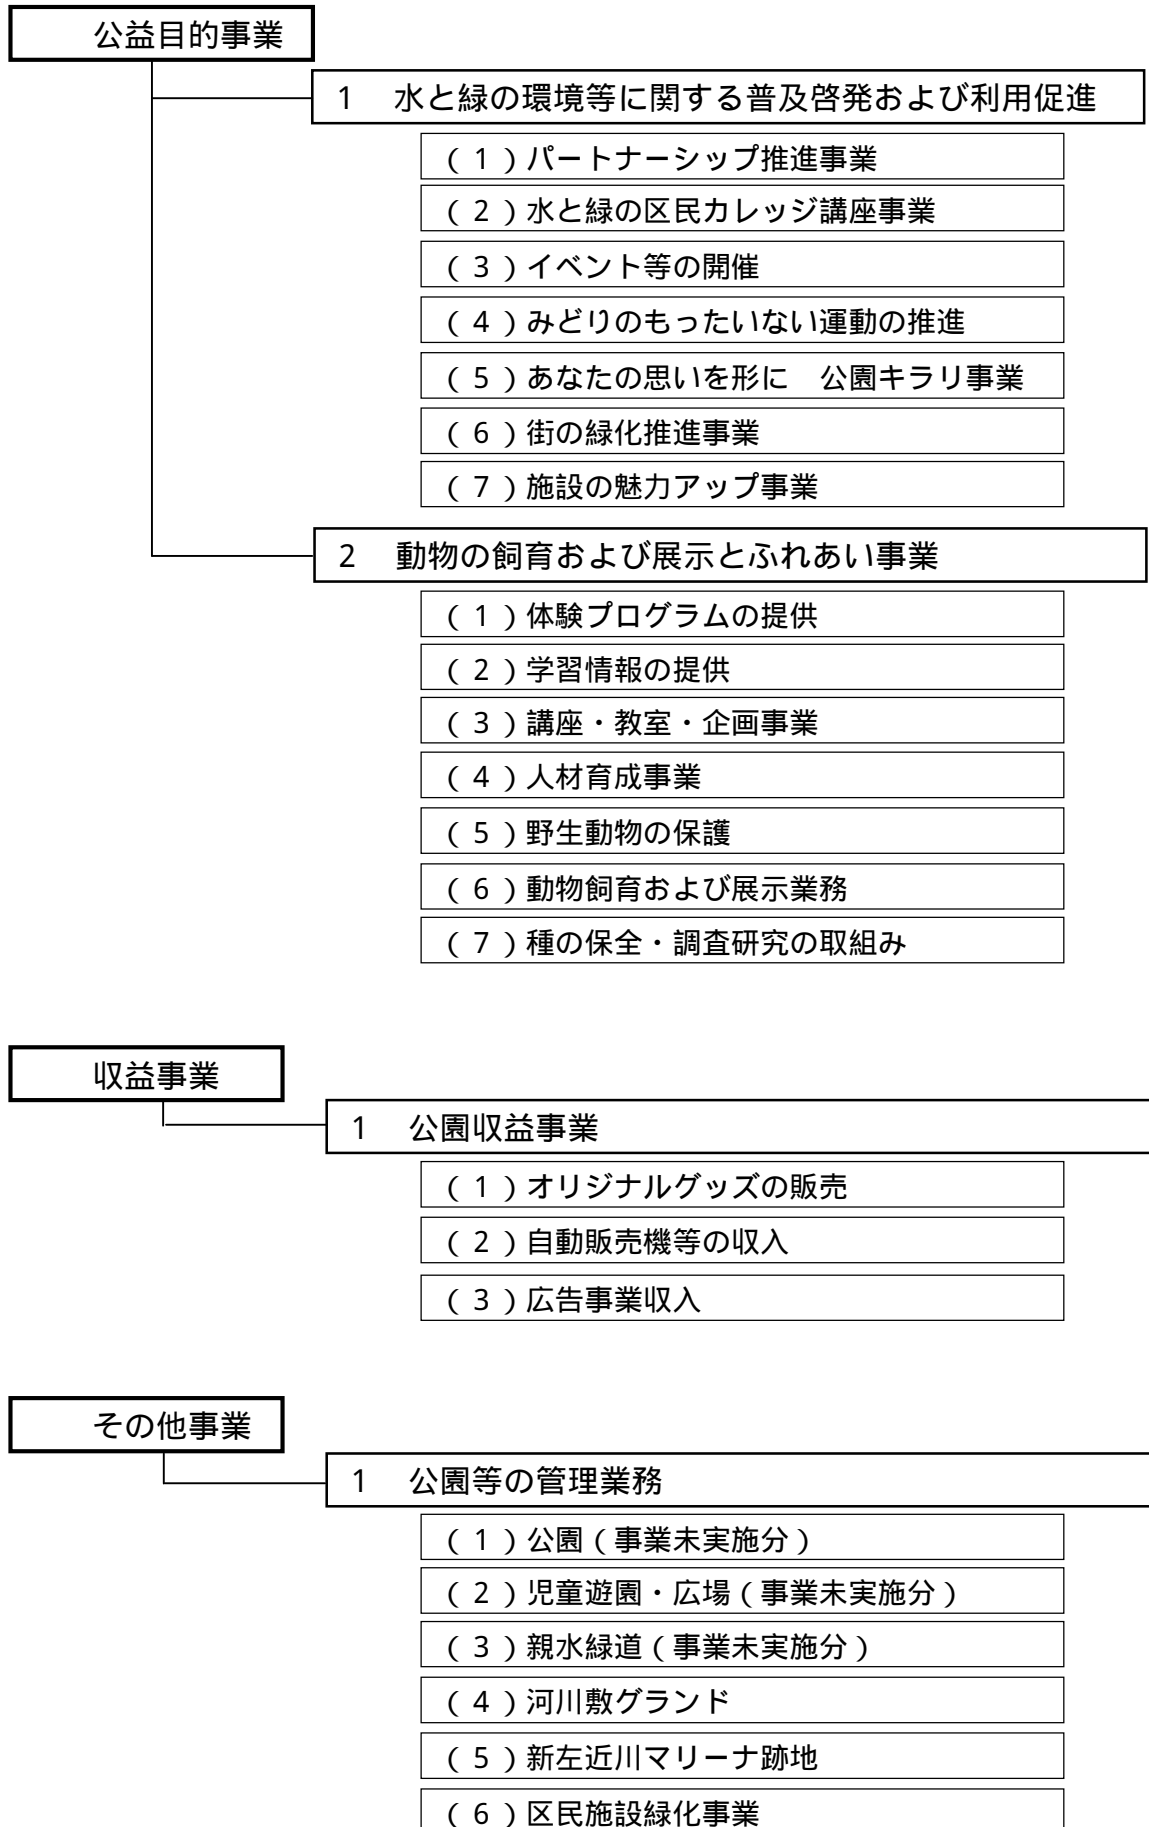 公益目的事業
1　水と緑の環境等に関する普及啓発および利用促進
(1)パートナーシップ推進事業
(2)水と緑の区民カレッジ講座事業
(3)イベント等の開催
(4)みどりのもったいない運動の推進
(5)あなたの思いを形に　公園キラリ事業
(6)街の緑化推進事業
(7)施設の魅力アップ事業
2　動物の飼育および展示とふれあい事業
(1)体験プログラムの提供
(2)学習情報の提供
(3)講座・教室・企画事業
(4)人材育成事業
(5)野生動物の保護
(6)動物飼育および展示業務
(7)種の保全・調査研究の取組み
収益事業
1　公園収益事業
(1)オリジナルグッズの販売
(2)自動販売機等の収入
(3)広告事業収入
その他事業
1　公園等の管理業務
(1)公園(事業未実施分)
(2)児童遊園・広場(事業未実施分)
(3)親水緑道(事業未実施分)
(4)河川敷グランド
(5)新左近川マリーナ跡地
(6)区民施設緑化事業